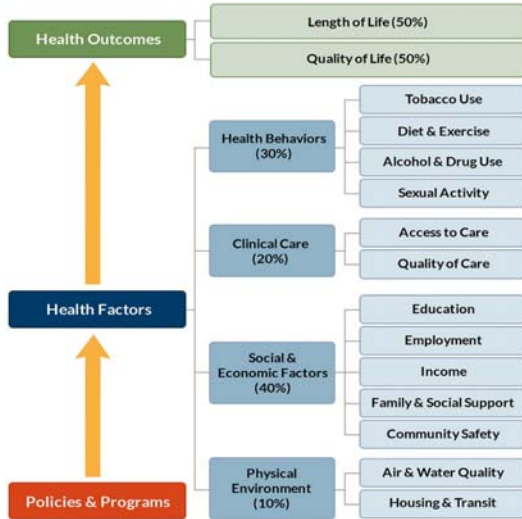 Health Outcomes
Length of Life (50%)
Quality of Life (50%)
Health Factors
Health Behaviors
(30%)
Tobacco Use
Diet & Exercise
Alcohol & Drug Use
Sexual Activity
Clinical Care
(20%)
Access to Care
Quality of Care
Social &
Economic Factors
(40%)
Education
Employment
Income
Family & Social Support
Community Safety
Physical
Environment
(10%)
Air & Water Quality
Housing & Transit
Policies & Programs